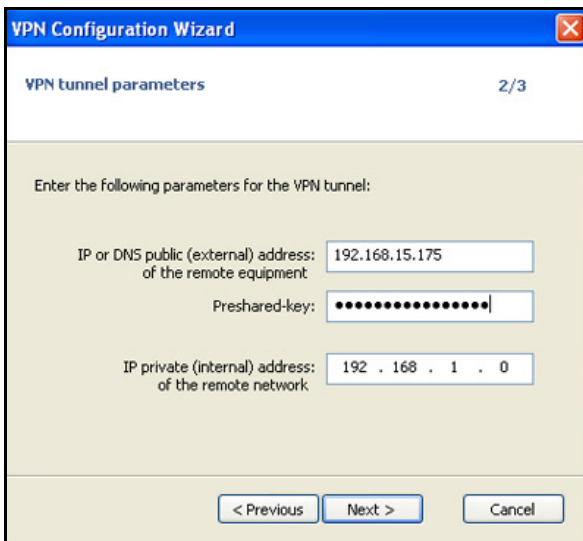 VPN Configuration Wizard
VPN tunnel parameters 2/3
Enter the following parameters for the VPN tunnel:
IP or DNS public (external) address: 192.168.15.175
of the remote equipment
Preshared-key: ●●●●●●●●●●●●●●●●
IP private (internal) address: 192 . 168 . 1 . 0
of the remote network
< Previous Next > Cancel